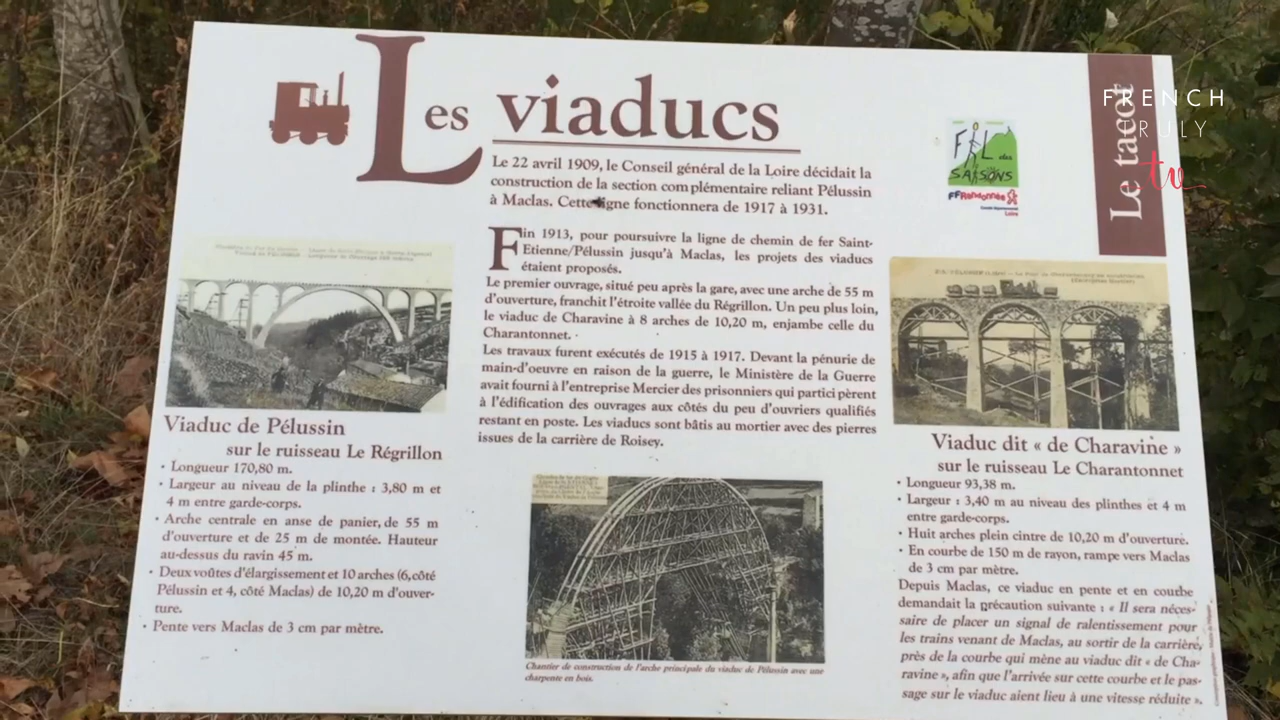 Les viaducs
Le 22 avril 1909, le Conseil général de la Loire décidait la
construction de la section complémentaire reliant Pélussin
à Maclas. Cette ligne fonctionnera de 1917 à 1931.
Fin 1913, pour poursuivre la ligne de chemin de fer Saint-
Etienne/Pélussin jusqu'à Maclas, les projets des viaducs
étaient proposés.
Le premier ouvrage, situé peu après la gare, avec une arche de 55 m
d'ouverture, franchit l'étroite vallée du Régrillon. Un peu plus loin,
le viaduc de Charavine à 8 arches de 10,20 m, enjambe celle du
Charantonnet.
Les travaux furent exécutés de 1915 à 1917. Devant la pénurie de
main-d'oeuvre en raison de la guerre, le Ministère de la Guerre
avait fourni à l'entreprise Mercier des prisonniers qui participèrent
à l'édification des ouvrages aux côtés du peu d'ouvriers qualifiés
restant en poste. Les viaducs sont bâtis au mortier avec des pierres
issues de la carrière de Roisey.
Viaduc de Pélussin
sur le ruisseau Le Régrillon
• Longueur 170,80 m.
• Largeur au niveau de la plinthe : 3,80 m et
4 m entre garde-corps.
• Arche centrale en anse de panier, de 55 m
d'ouverture et de 25 m de montée. Hauteur
au-dessus du ravin 45 m.
• Deux voûtes d'élargissement et 10 arches (6, côté
Pélussin et 4, côté Maclas) de 10,20 m d'ouver-
ture.
• Pente vers Maclas de 3 cm par mètre.
Chantier de construction de l'arche principale du viaduc de Pélussin avec une
charpente en bois.
Viaduc dit « de Charavine »
sur le ruisseau Le Charantonnet
• Longueur 93,38 m.
• Largeur : 3,40 m au niveau des plinthes et 4 m
entre garde-corps.
• Huit arches plein cintre de 10,20 m d'ouverture.
• En courbe de 150 m de rayon, rampe vers Maclas
de 3 cm par mètre.
Depuis Maclas, ce viaduc en pente et en courbe
demandait la précaution suivante : « Il sera néces-
saire de placer un signal de ralentissement pour
les trains venant de Maclas, au sortir de la carrière,
près de la courbe qui mène au viaduc dit « de Cha-
ravine », afin que l'arrivée sur cette courbe et le pas-
sage sur le viaduc aient lieu à une vitesse réduite ».
FIL des
SAISONS
FFRandonnée
Loire
Le tacot
FRENCH
TRULY
tv